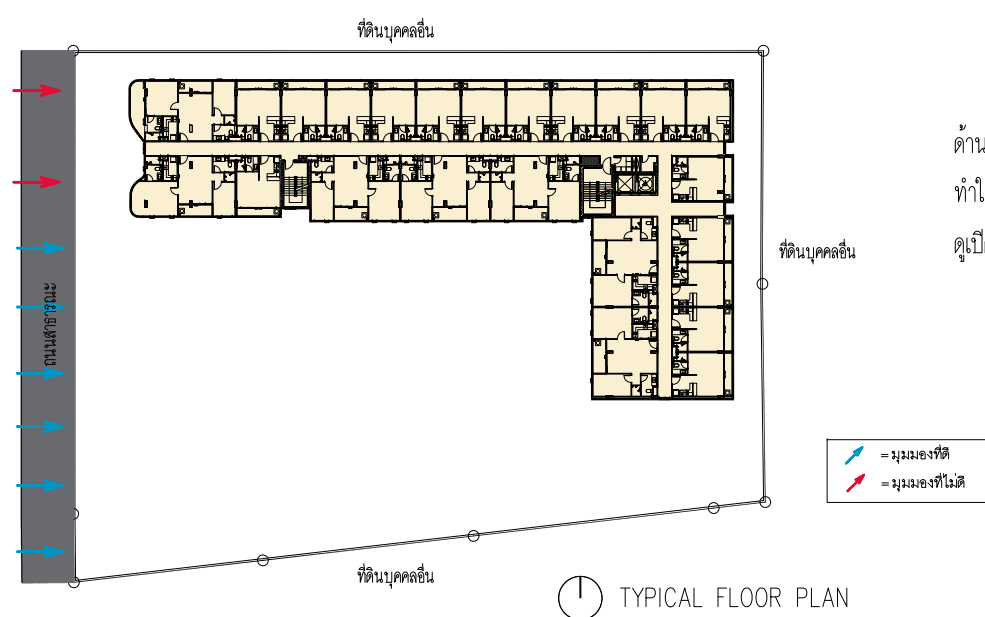 ที่ดินบุคคลอื่น
ด้าน
ทำใ
ที่ดินบุคคลอื่น
ดูเปิ
ถนนสาธารณะ
= มุมมองที่ดี
= มุมมองที่ไม่ดี
ที่ดินบุคคลอื่น
TYPICAL FLOOR PLAN